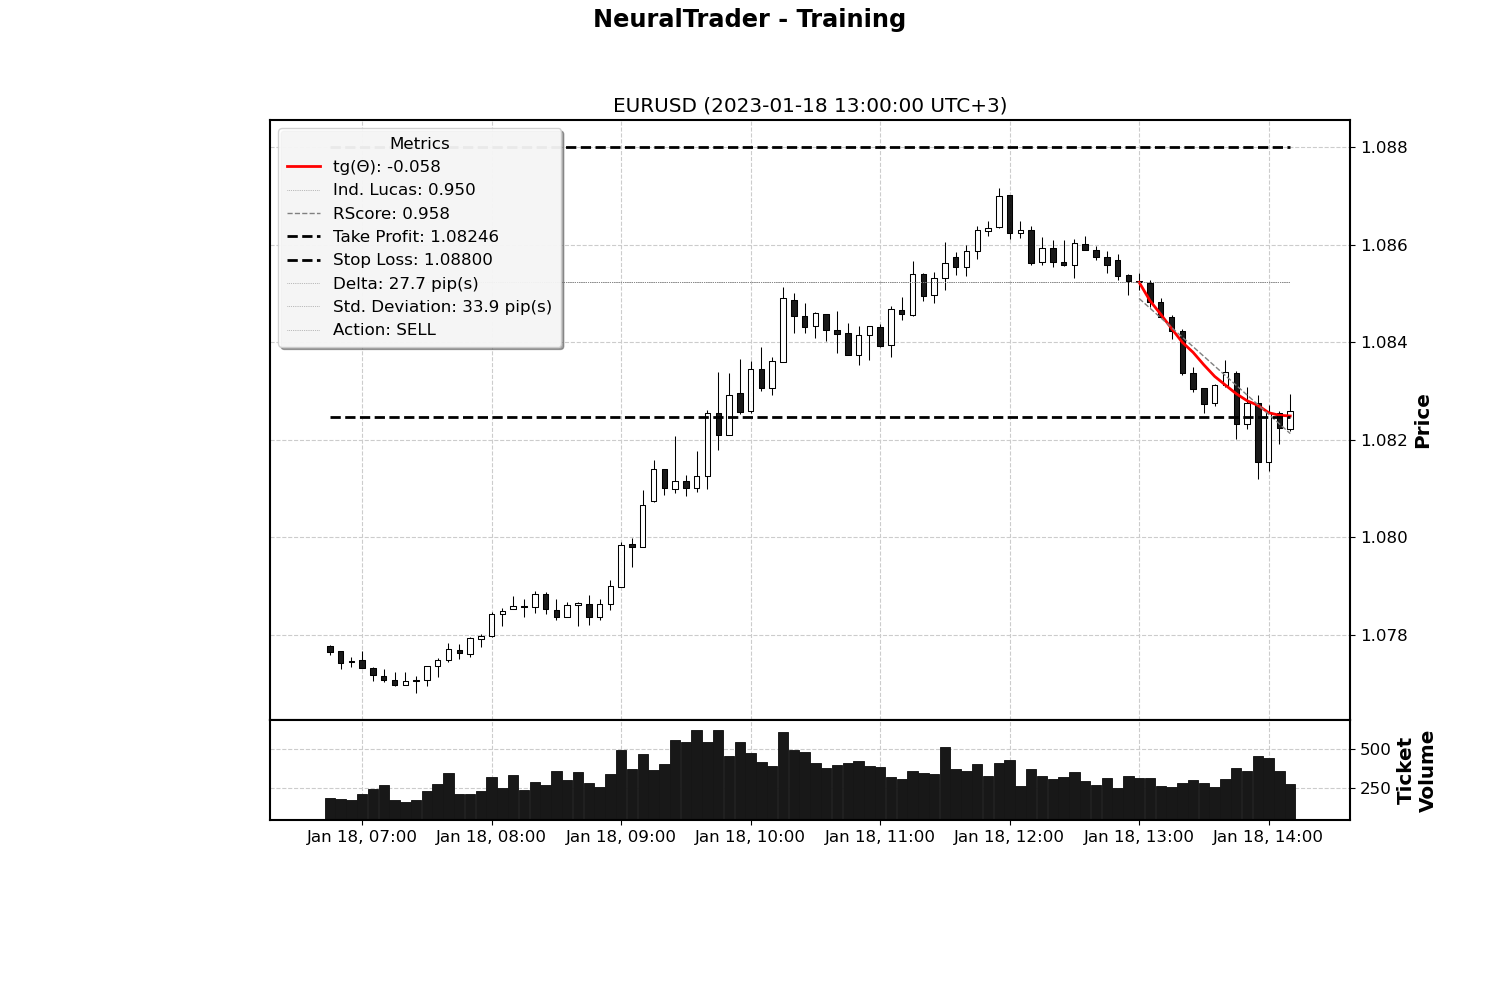 NeuralTrader - Training
EURUSD (2023-01-18 13:00:00 UTC+3)
Metrics
tg(Θ): -0.058
Ind. Lucas: 0.950
RScore: 0.958
Take Profit: 1.08246
Stop Loss: 1.08800
Delta: 27.7 pip(s)
Std. Deviation: 33.9 pip(s)
Action: SELL
1.088
1.086
1.084
1.082
1.080
1.078
Price
500
250
Ticket
Volume
Jan 18, 07:00
Jan 18, 08:00
Jan 18, 09:00
Jan 18, 10:00
Jan 18, 11:00
Jan 18, 12:00
Jan 18, 13:00
Jan 18, 14:00